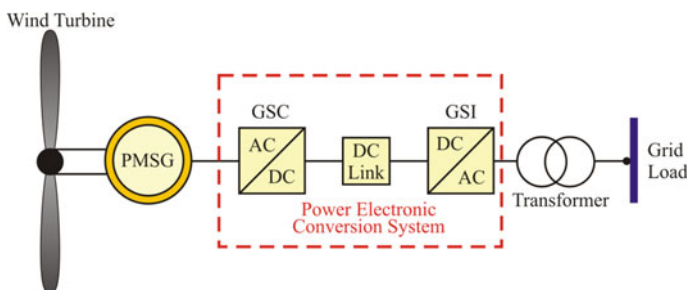 Wind Turbine
PMSG
GSC
AC
DC
DC
Link
GSI
DC
AC
Power Electronic
Conversion System
Transformer
Grid
Load